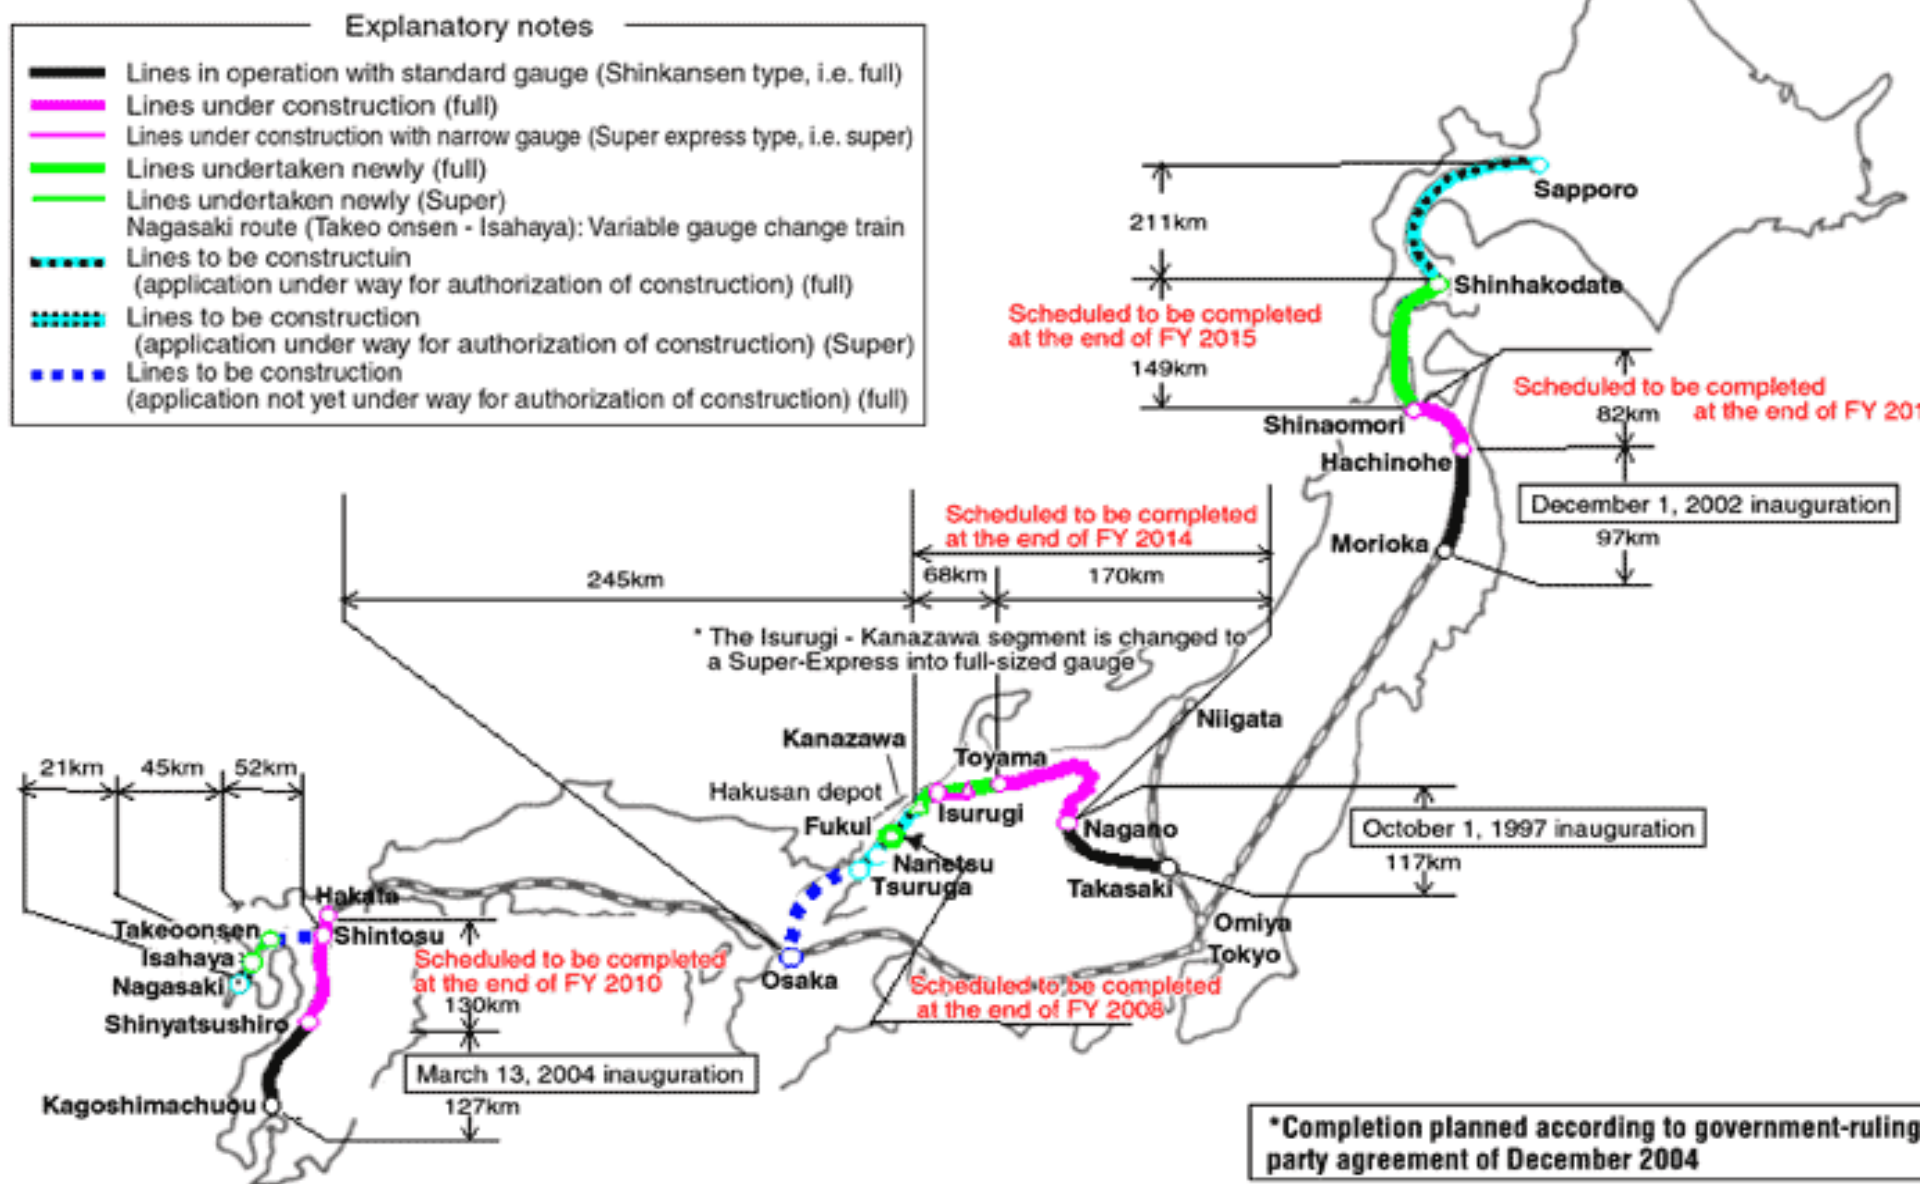 Explanatory notes
Lines in operation with standard gauge (Shinkansen type, i.e. full)
Lines under construction (full)
Lines under construction with narrow gauge (Super express type, i.e. super)
Lines undertaken newly (full)
Lines undertaken newly (Super)
Nagasaki route (Takeo onsen - Isahaya): Variable gauge change train
Lines to be constructuin
(application under way for authorization of construction) (full)
Lines to be construction
(application under way for authorization of construction) (Super)
Lines to be construction
(application not yet under way for authorization of construction) (full)
Sapporo
211km
Shinhakodate
Scheduled to be completed
at the end of FY 2015
149km
Scheduled to be completed
at the end of FY 201
82km
Shinaomori
Hachinohe
December 1, 2002 inauguration
97km
Morioka
Scheduled to be completed
at the end of FY 2014
245km
68km
170km
* The Isurugi - Kanazawa segment is changed to
a Super-Express into full-sized gauge
Niigata
Kanazawa
Toyama
Hakusan depot
Isurugi
Fukui
Nagano
October 1, 1997 inauguration
117km
Nanetsu
Tsuruga
Takasaki
Omiya
Tokyo
21km
45km
52km
Hakata
Takeoonsen
Shintosu
Isahaya
Nagasaki
Scheduled to be completed
at the end of FY 2010
130km
Osaka
Scheduled to be completed
at the end of FY 2008
Shinyatsushiro
March 13, 2004 inauguration
127km
Kagoshimachuou
*Completion planned according to government-ruling
party agreement of December 2004